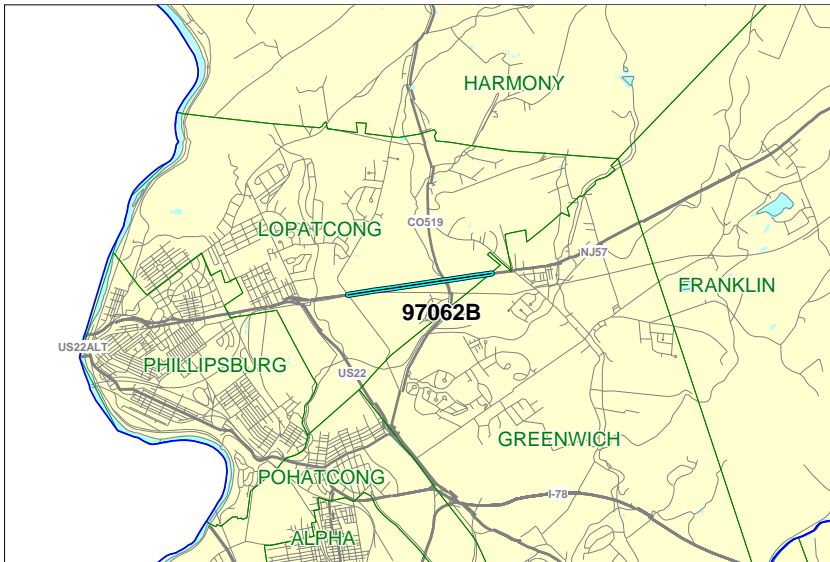 HARMONY
CO519
LOPATCONG
NJ57
FRANKLIN
97062B
US22ALT
PHILLIPSBURG
US22
GREENWICH
POHATCONG
I-78
ALPHA